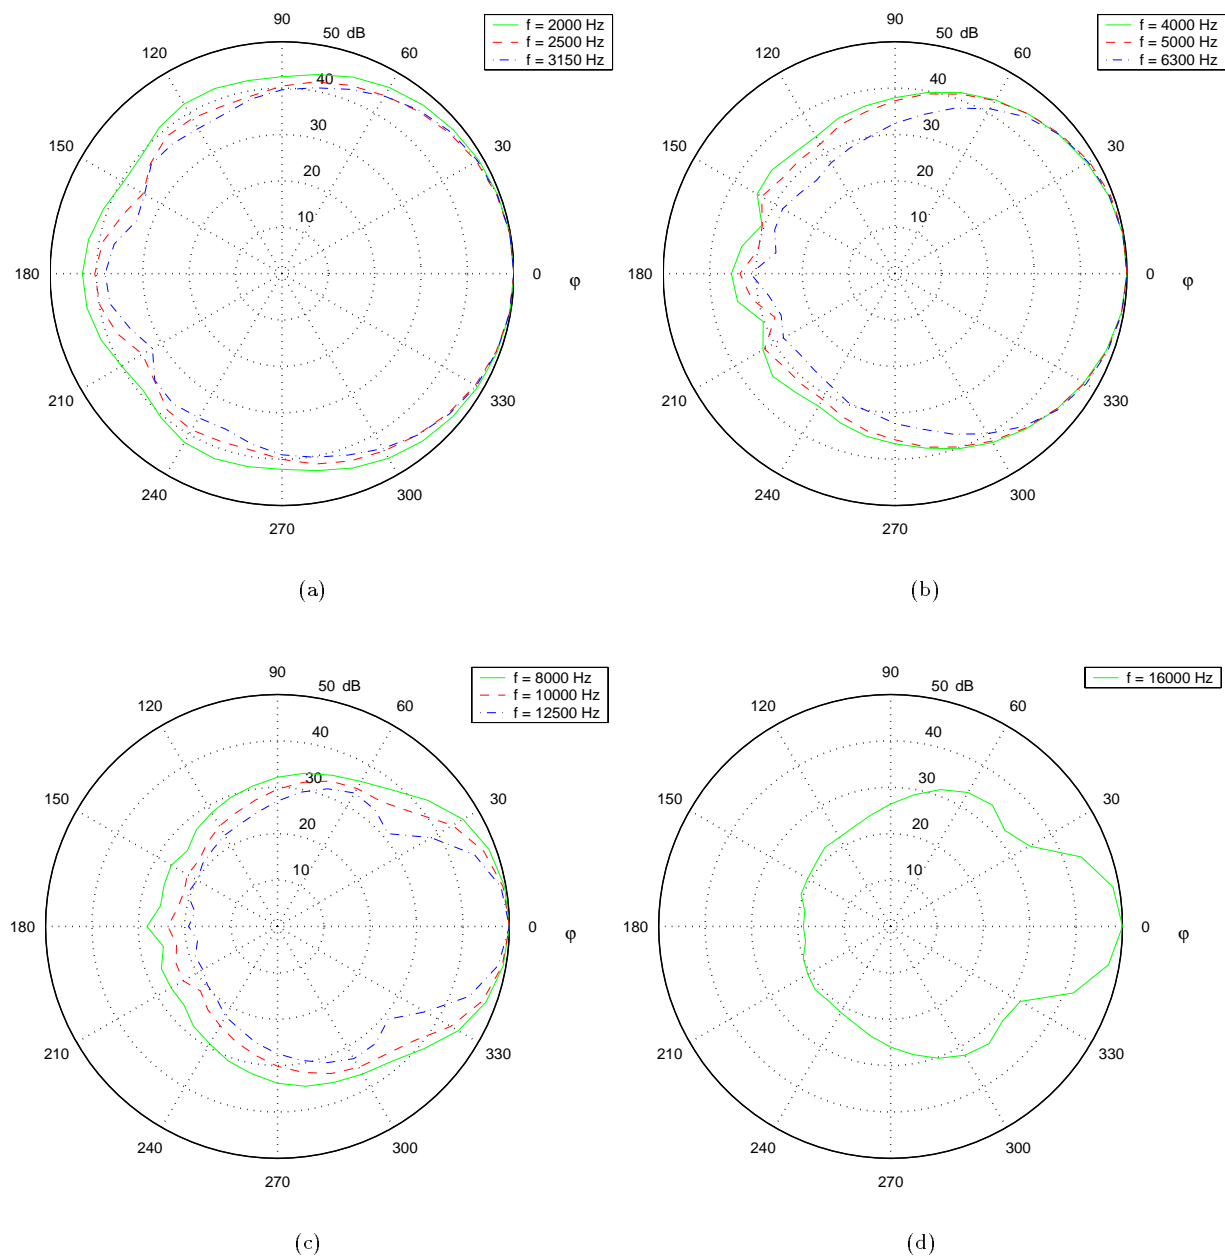 90
50 dB
120
60
f = 2000 Hz
f = 2500 Hz
f = 3150 Hz
40
150
30
30
20
10
180
0
φ
210
330
240
300
270
(a)
90
50 dB
120
60
f = 4000 Hz
f = 5000 Hz
f = 6300 Hz
40
150
30
30
20
10
180
0
φ
210
330
240
300
270
(b)
90
50 dB
120
60
f = 8000 Hz
f = 10000 Hz
f = 12500 Hz
40
150
30
30
20
10
180
0
φ
210
330
240
300
270
(c)
90
50 dB
120
60
f = 16000 Hz
40
150
30
30
20
10
180
0
φ
210
330
240
300
270
(d)